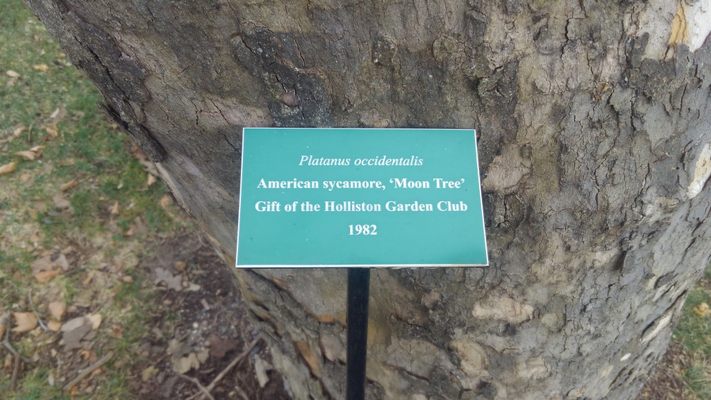 Platanus occidentalis
American sycamore, ‘Moon Tree’
Gift of the Holliston Garden Club
1982